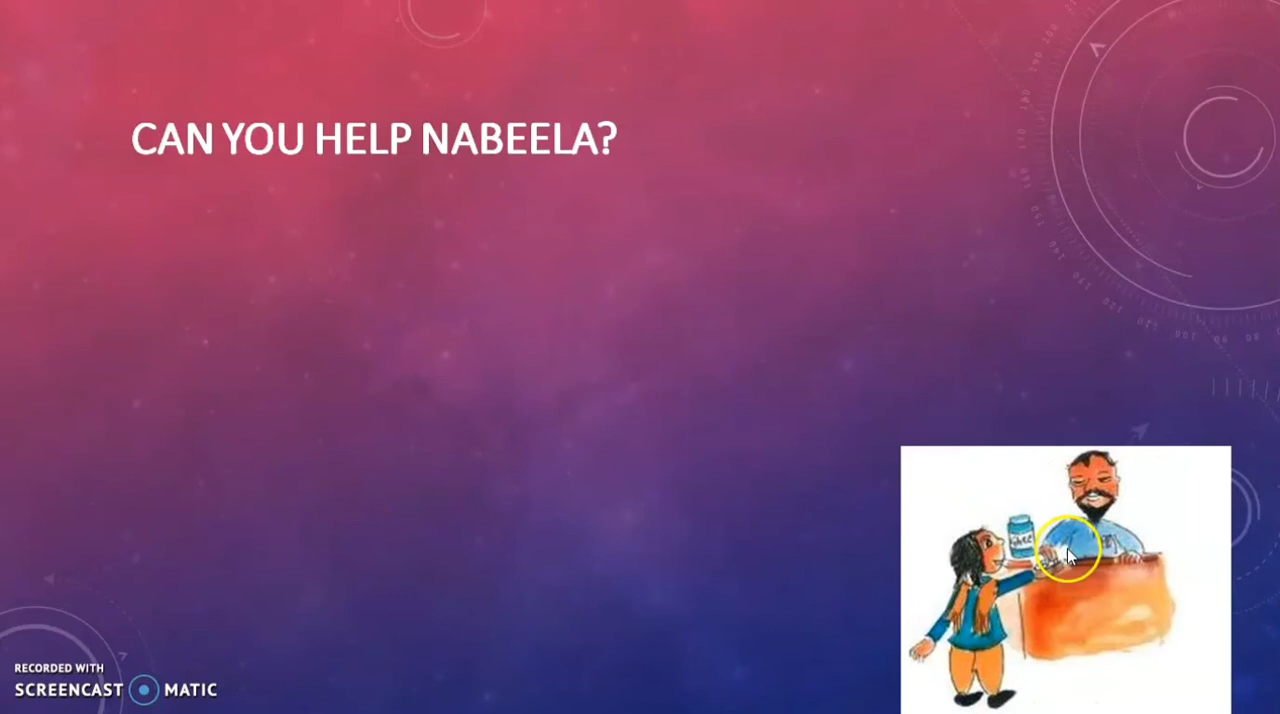 CAN YOU HELP NABEELA?
Ghee
RECORDED WITH
SCREENCAST MATIC